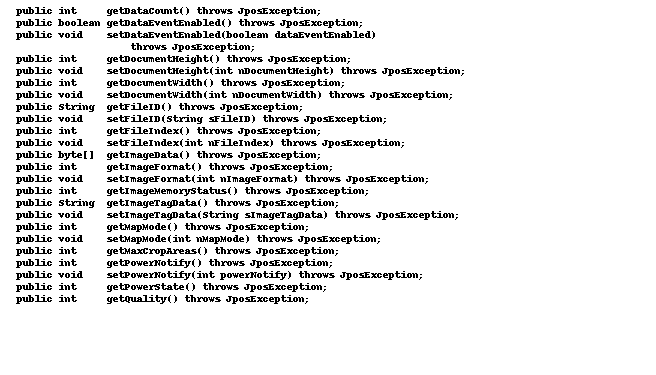 public int getDataCount() throws JposException;
public boolean getDataEventEnabled() throws JposException;
public void setDataEventEnabled(boolean dataEventEnabled)
throws JposException;
public int getDocumentHeight() throws JposException;
public void setDocumentHeight(int nDocumentHeight) throws JposException;
public int getDocumentWidth() throws JposException;
public void setDocumentWidth(int nDocumentWidth) throws JposException;
public String getFileID() throws JposException;
public void setFileID(String sFileID) throws JposException;
public int getFileIndex() throws JposException;
public void setFileIndex(int nFileIndex) throws JposException;
public byte[] getImageData() throws JposException;
public int getImageFormat() throws JposException;
public void setImageFormat(int nImageFormat) throws JposException;
public int getImageMemoryStatus() throws JposException;
public String getImageTagData() throws JposException;
public void setImageTagData(String sImageTagData) throws JposException;
public int getMapMode() throws JposException;
public void setMapMode(int nMapMode) throws JposException;
public int getMaxCropAreas() throws JposException;
public int getPowerNotify() throws JposException;
public void setPowerNotify(int powerNotify) throws JposException;
public int getPowerState() throws JposException;
public int getQuality() throws JposException;